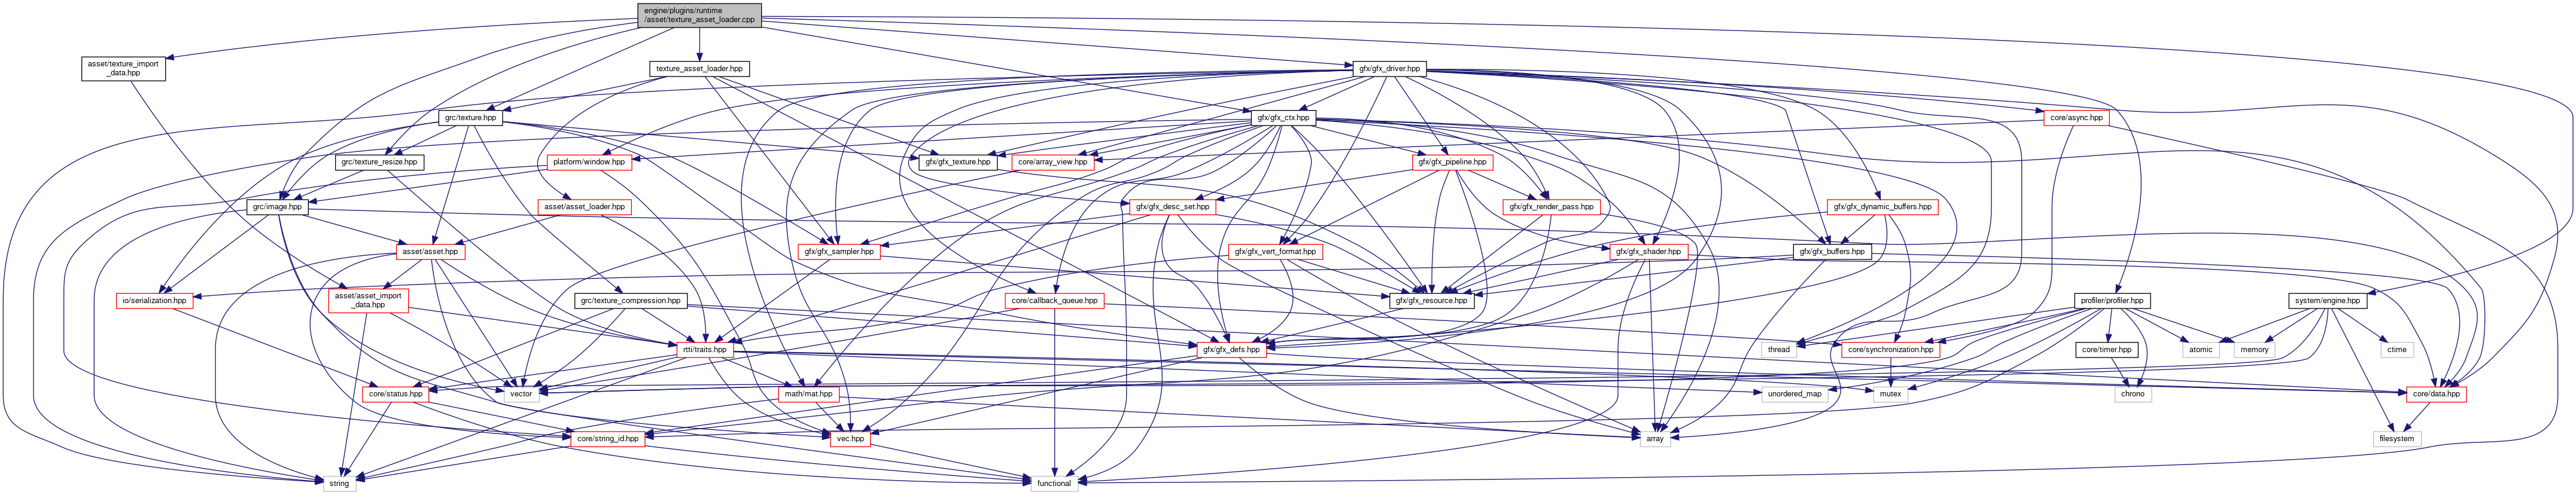 engine/plugins/runtime
/asset/texture_asset_loader.cpp
asset/texture_import
_data.hpp
texture_asset_loader.hpp
gfx/gfx_driver.hpp
grc/texture.hpp
gfx/gfx_ctx.hpp
core/async.hpp
grc/texture_resize.hpp
platform/window.hpp
gfx/gfx_texture.hpp
core/array_view.hpp
gfx/gfx_pipeline.hpp
grc/image.hpp
asset/asset_loader.hpp
gfx/gfx_desc_set.hpp
gfx/gfx_render_pass.hpp
gfx/gfx_dynamic_buffers.hpp
asset/asset.hpp
gfx/gfx_sampler.hpp
gfx/gfx_vert_format.hpp
gfx/gfx_shader.hpp
gfx/gfx_buffers.hpp
io/serialization.hpp
asset/asset_import
_data.hpp
grc/texture_compression.hpp
core/callback_queue.hpp
gfx/gfx_resource.hpp
profiler/profiler.hpp
system/engine.hpp
rtti/traits.hpp
gfx/gfx_defs.hpp
thread
core/synchronization.hpp
core/timer.hpp
atomic
memory
ctime
core/status.hpp
vector
math/mat.hpp
unordered_map
mutex
chrono
core/data.hpp
core/string_id.hpp
vec.hpp
array
filesystem
string
functional